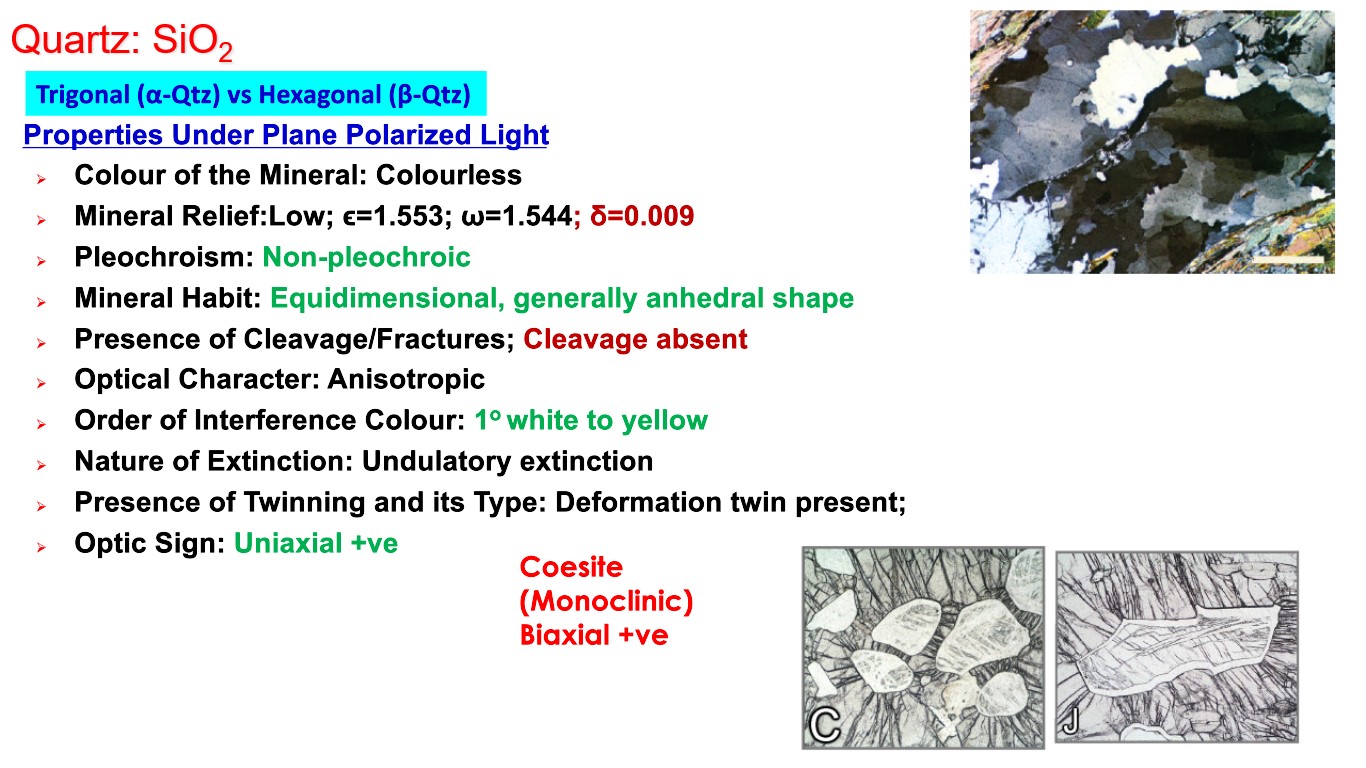 Quartz: SiO₂
Trigonal (α-Qtz) vs Hexagonal (β-Qtz)
Properties Under Plane Polarized Light
Colour of the Mineral: Colourless
Mineral Relief:Low; ϵ=1.553; ω=1.544; δ=0.009
Pleochroism: Non-pleochroic
Mineral Habit: Equidimensional, generally anhedral shape
Presence of Cleavage/Fractures; Cleavage absent
Optical Character: Anisotropic
Order of Interference Colour: 1º white to yellow
Nature of Extinction: Undulatory extinction
Presence of Twinning and its Type: Deformation twin present;
Optic Sign: Uniaxial +ve
Coesite
(Monoclinic)
Biaxial +ve
C
J